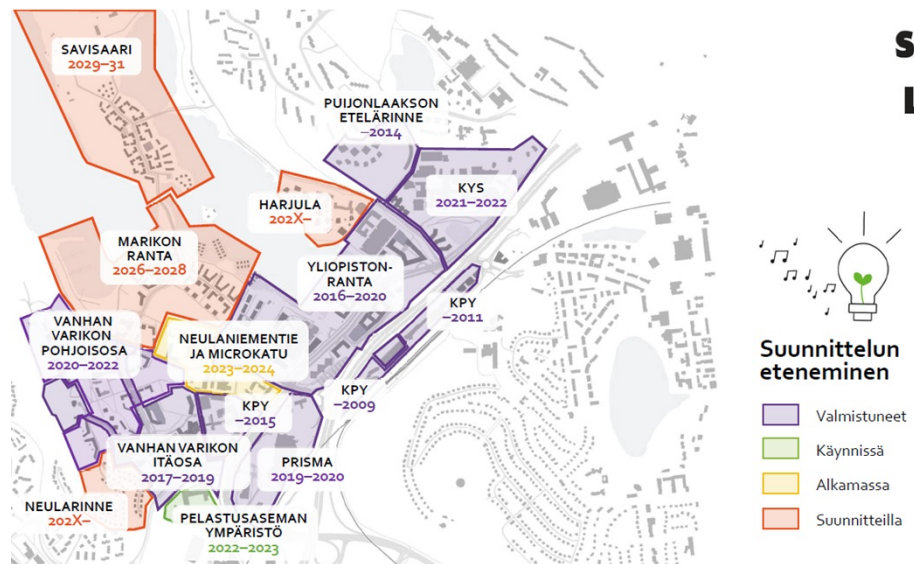 S
L
SAVISAARI
2029–31
PUIJONLAAKSON
ETELÄRINNE
–2014
KYS
2021–2022
HARJULA
202X–
MARIKON
RANTA
2026–2028
YLIOPISTON-
RANTA
2016–2020
KPY
–2011
VANHAN
VARIKON
POHJOISOSA
2020–2022
NEULANIEMENTIE
JA MICROKATU
2023–2024
KPY
–2009
KPY
–2015
VANHAN VARIKON
ITÄOSA
2017–2019
PRISMA
2019–2020
NEULARINNE
202X–
PELASTUSASEMAN
YMPÄRISTÖ
2022–2023
Suunnittelun
eteneminen
Valmistuneet
Käynnissä
Alkamassa
Suunnitteilla